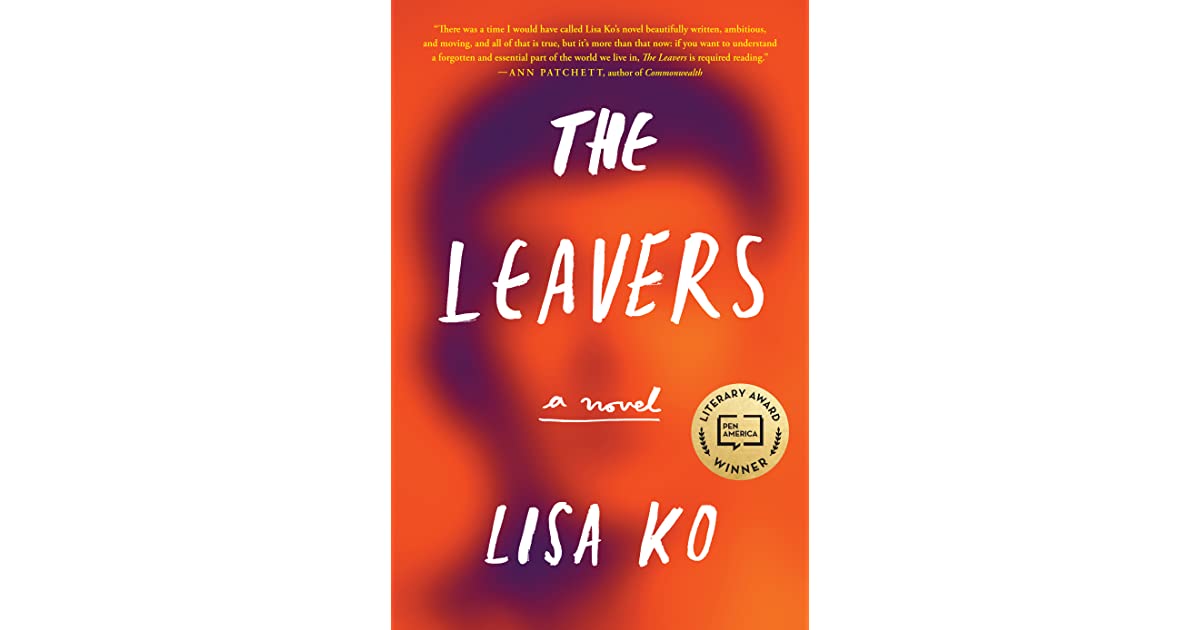 “There was a time I would have called Lisa Ko’s novel beautifully written, ambitious,
and moving, and all of that is true, but it’s more than that now: if you want to understand
a forgotten and essential part of the world we live in, The Leavers is required reading.”
—ANN PATCHETT, author of Commonwealth
THE
LEAVERS
a novel
LITERARY AWARD
PEN
AMERICA
WINNER
LISA KO